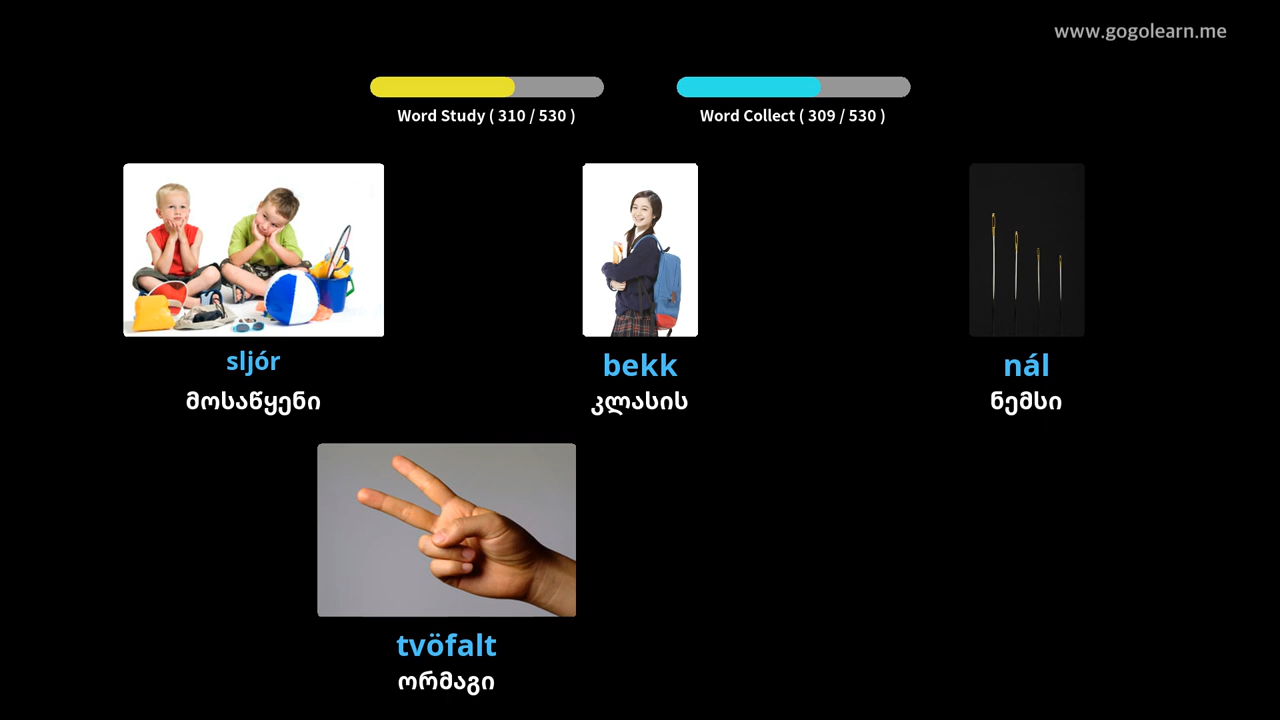 www.gogolearn.me
Word Study ( 310 / 530 )
Word Collect ( 309 / 530 )
sljór
bekk
nál
მოსაწყენი
კლასის
ნემსი
tvöfalt
ორმაგი